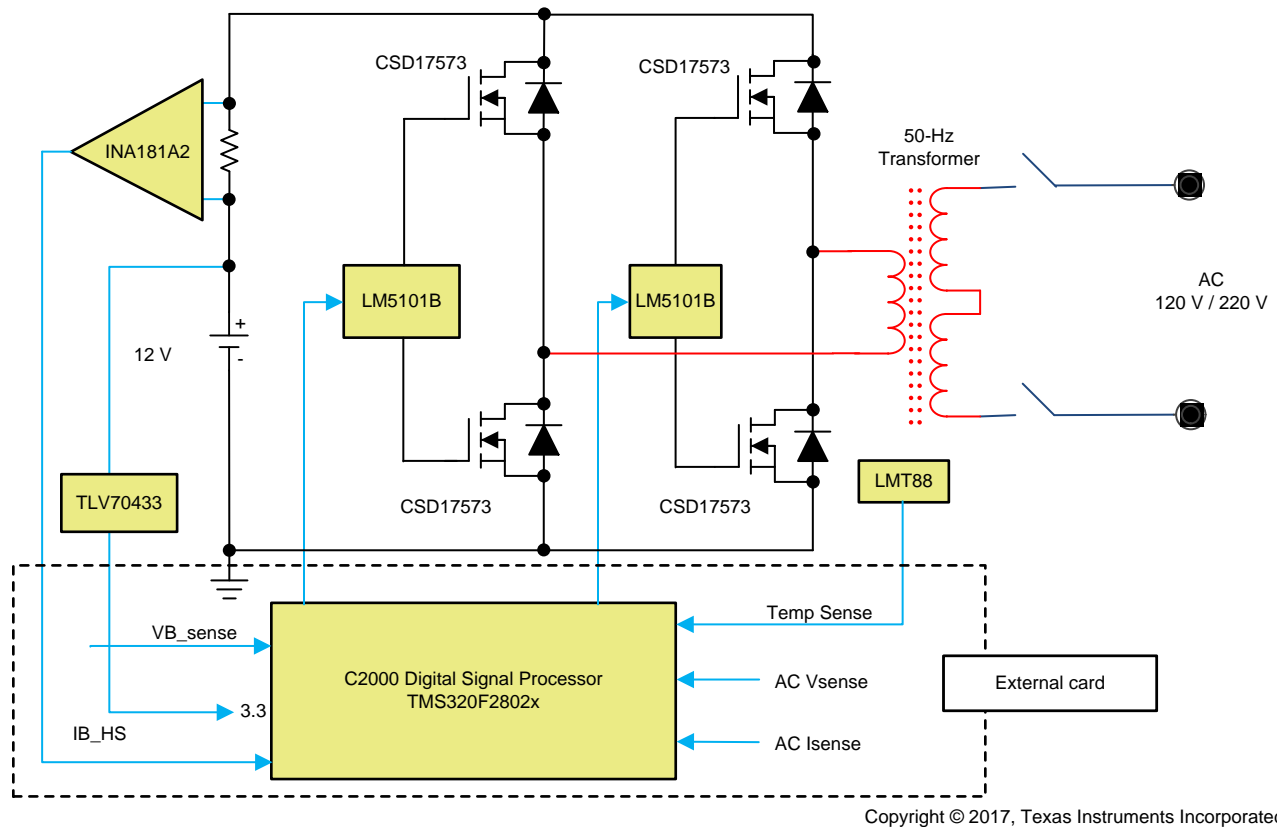 CSD17573
CSD17573
INA181A2
50-Hz
Transformer
LM5101B
LM5101B
AC
120 V / 220 V
+
12 V
-
TLV70433
CSD17573
CSD17573
LMT88
VB_sense
Temp Sense
C2000 Digital Signal Processor
TMS320F2802x
AC Vsense
External card
3.3
IB_HS
AC Isense
Copyright © 2017, Texas Instruments Incorporated